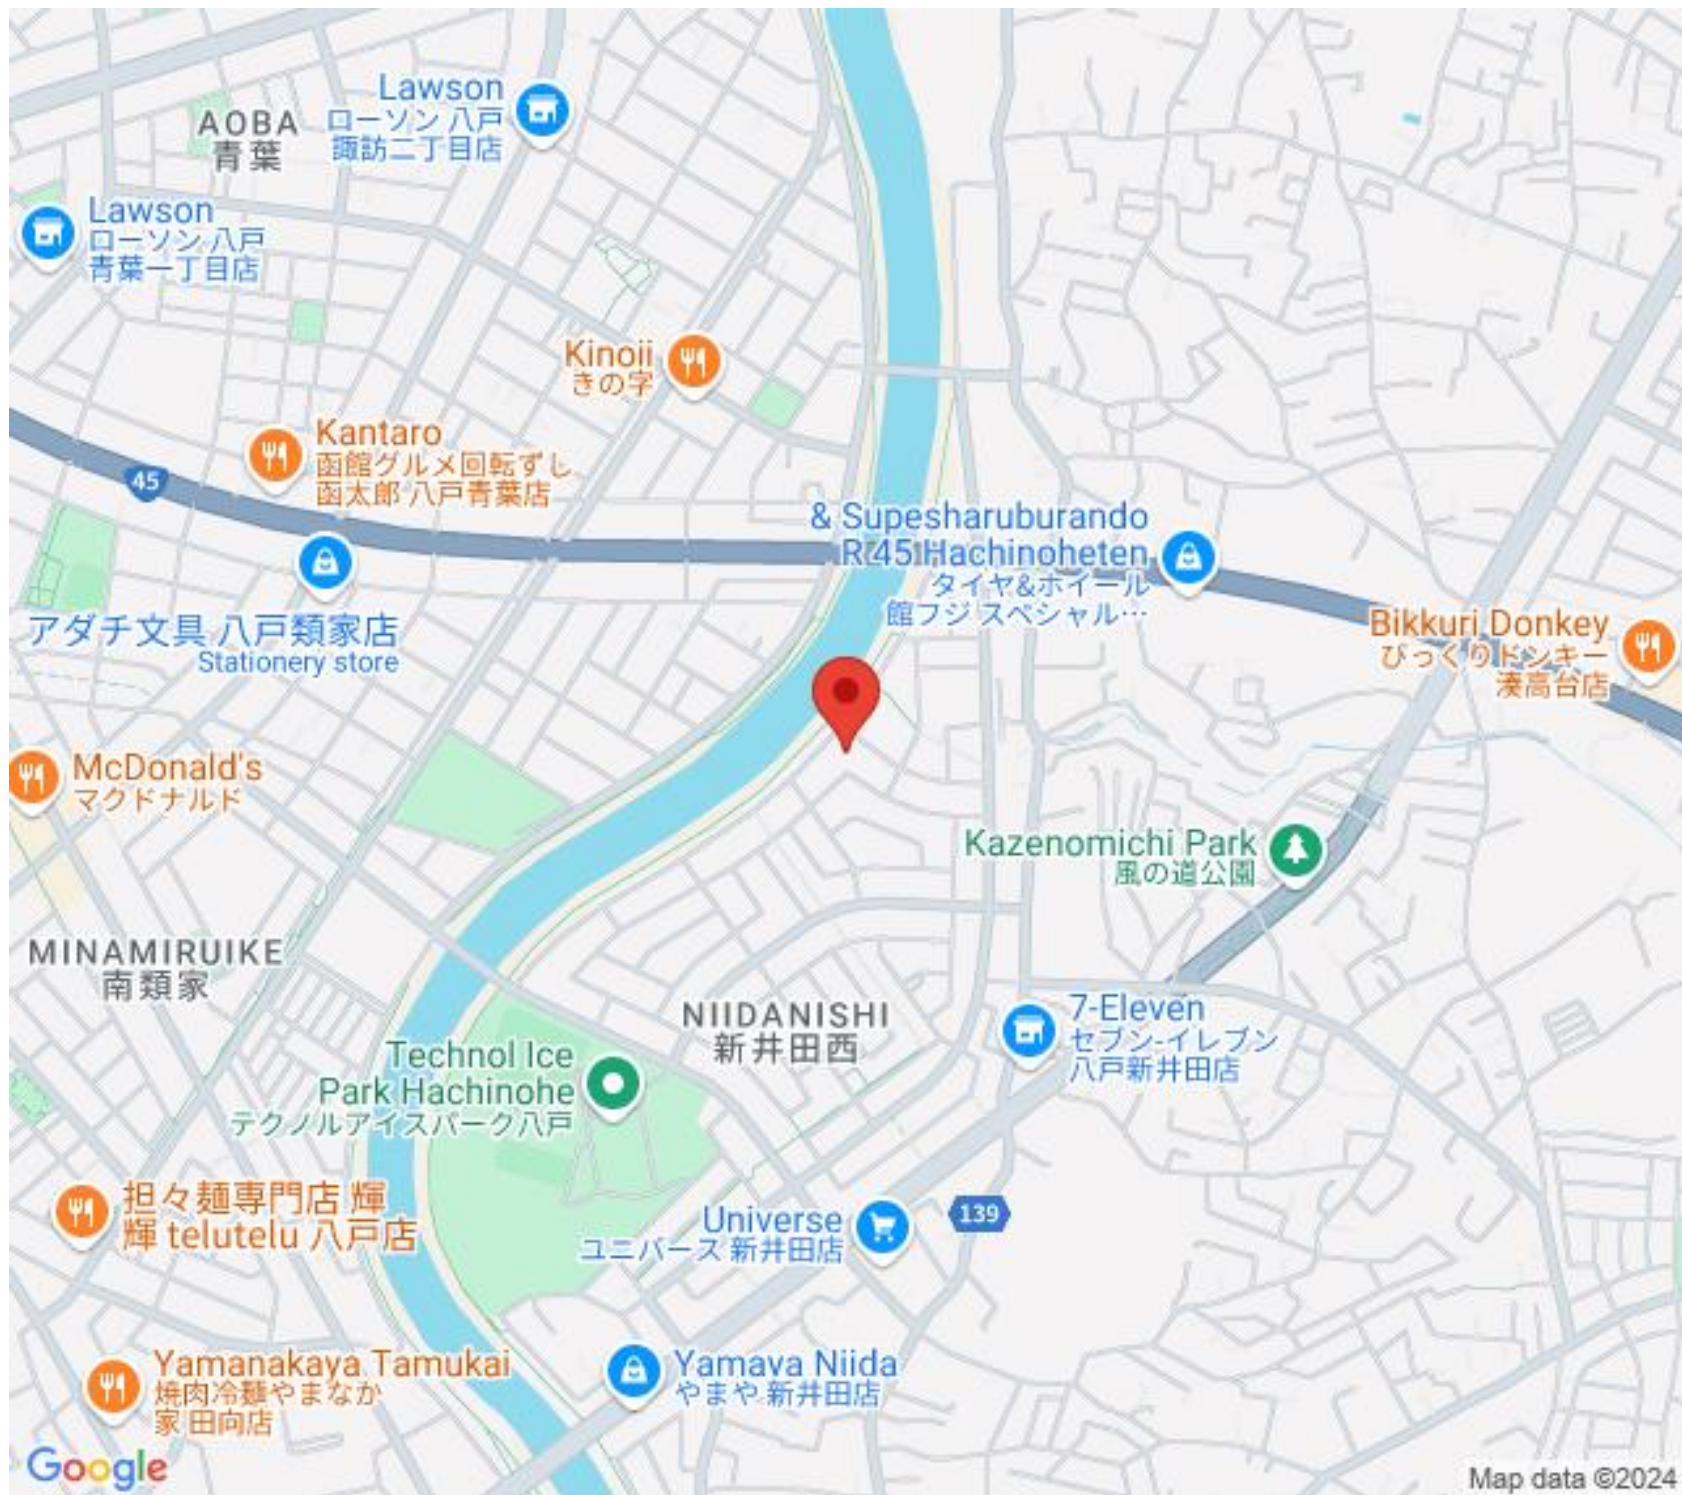 Lawson
ローソン 八戸
諏訪二丁目店
AOBA
青葉
Lawson
ローソン 八戸
青葉一丁目店
Kinoji
きの字
Kantaro
函館グルメ回転ずし
函太郎 八戸青葉店
45
& Supesharuburando
R 45 Hachinoheten
タイヤ&ホイール
館フジ スペシャル…
アダチ文具 八戸類家店
Stationery store
Bikkuri Donkey
びっくりドンキー
湊高台店
McDonald's
マクドナルド
Kazenomichi Park
風の道公園
MINAMIRUIKE
南類家
NIIDANISHI
新井田西
7-Eleven
セブン-イレブン
八戸新井田店
Technol Ice
Park Hachinohe
テクノルアイスパーク八戸
担々麺専門店 輝
輝 telutelu 八戸店
Universe
ユニバース 新井田店
139
Yamanakaya Tamukai
焼肉冷麺やまなか
家 田向店
Yamaya Niida
やまや 新井田店
Google
Map data ©2024